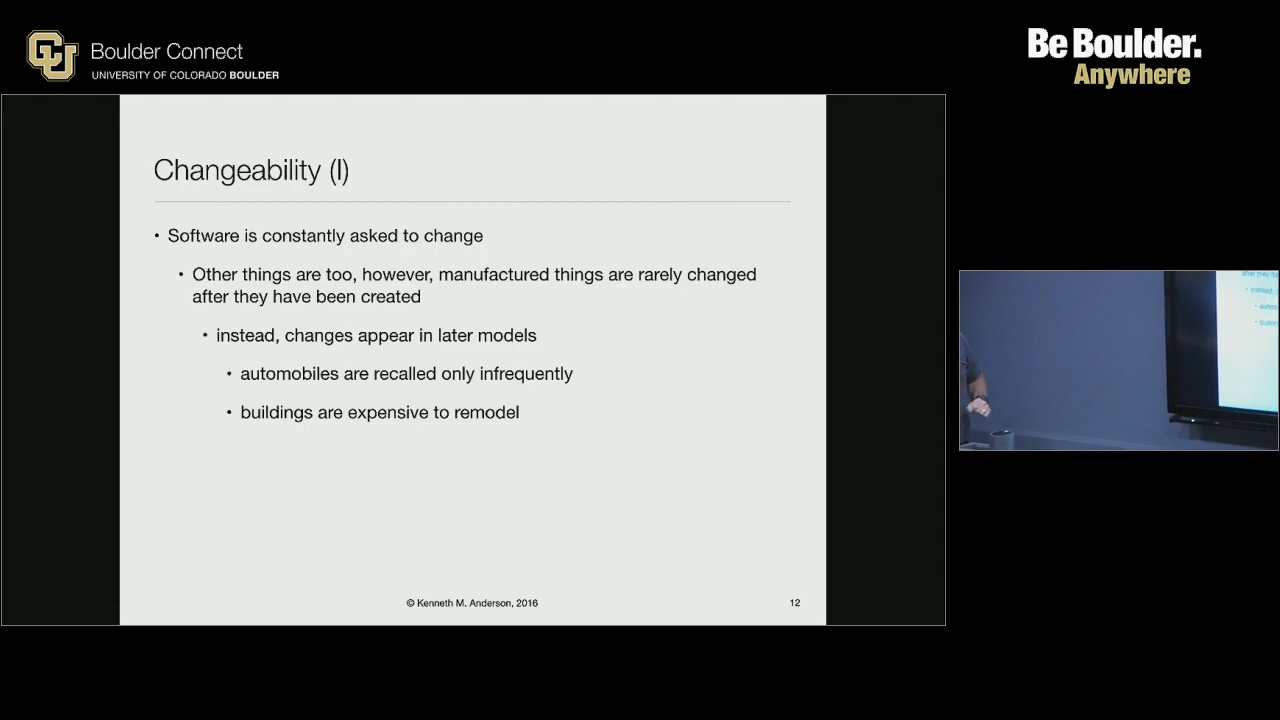 Boulder Connect
UNIVERSITY OF COLORADO BOULDER
Be Boulder.
Anywhere
Changeability (I)
• Software is constantly asked to change
• Other things are too, however, manufactured things are rarely changed
after they have been created
• instead, changes appear in later models
• automobiles are recalled only infrequently
• buildings are expensive to remodel
© Kenneth M. Anderson, 2016
12